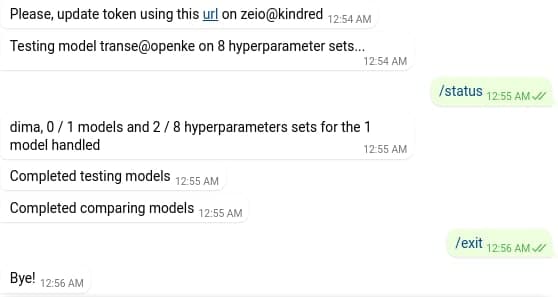 Please, update token using this url on zeio@kindred 12:54 AM
Testing model transe@openke on 8 hyperparameter sets...
12:54 AM
/status 12:55 AM
dima, 0 / 1 models and 2 / 8 hyperparameters sets for the 1
model handled 12:55 AM
Completed testing models 12:55 AM
Completed comparing models 12:55 AM
/exit 12:56 AM
Bye! 12:56 AM